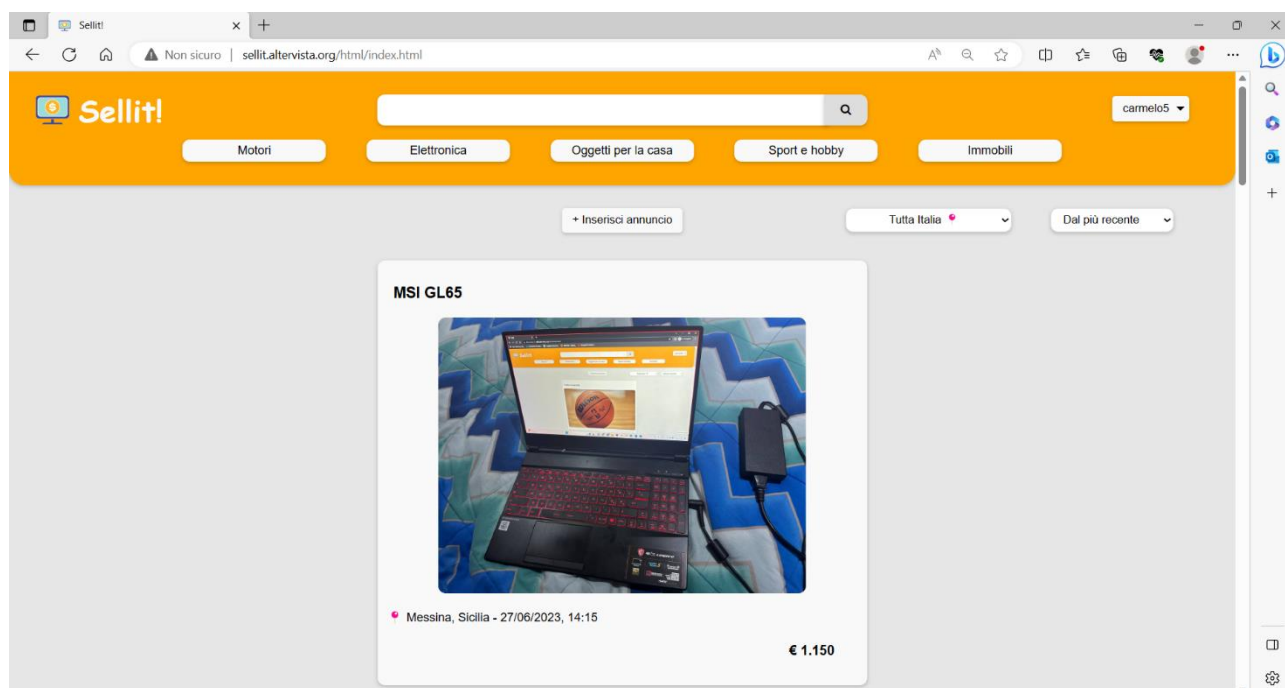 Sellit!
Non sicuro | sellit.altervista.org/html/index.html
Sellit!
carmelo5
Motori
Elettronica
Oggetti per la casa
Sport e hobby
Immobili
+ Inserisci annuncio
Tutta Italia
Dal più recente
MSI GL65
Messina, Sicilia - 27/06/2023, 14:15
€ 1.150